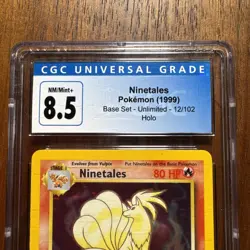 CGC UNIVERSAL GRADE
NM/Mint+
8.5
Ninetales
Pokémon (1999)
Base Set - Unlimited - 12/102
Holo
Evolves from Vulpix
Put Ninetales on the Basic Pokémon
Ninetales
80 HP